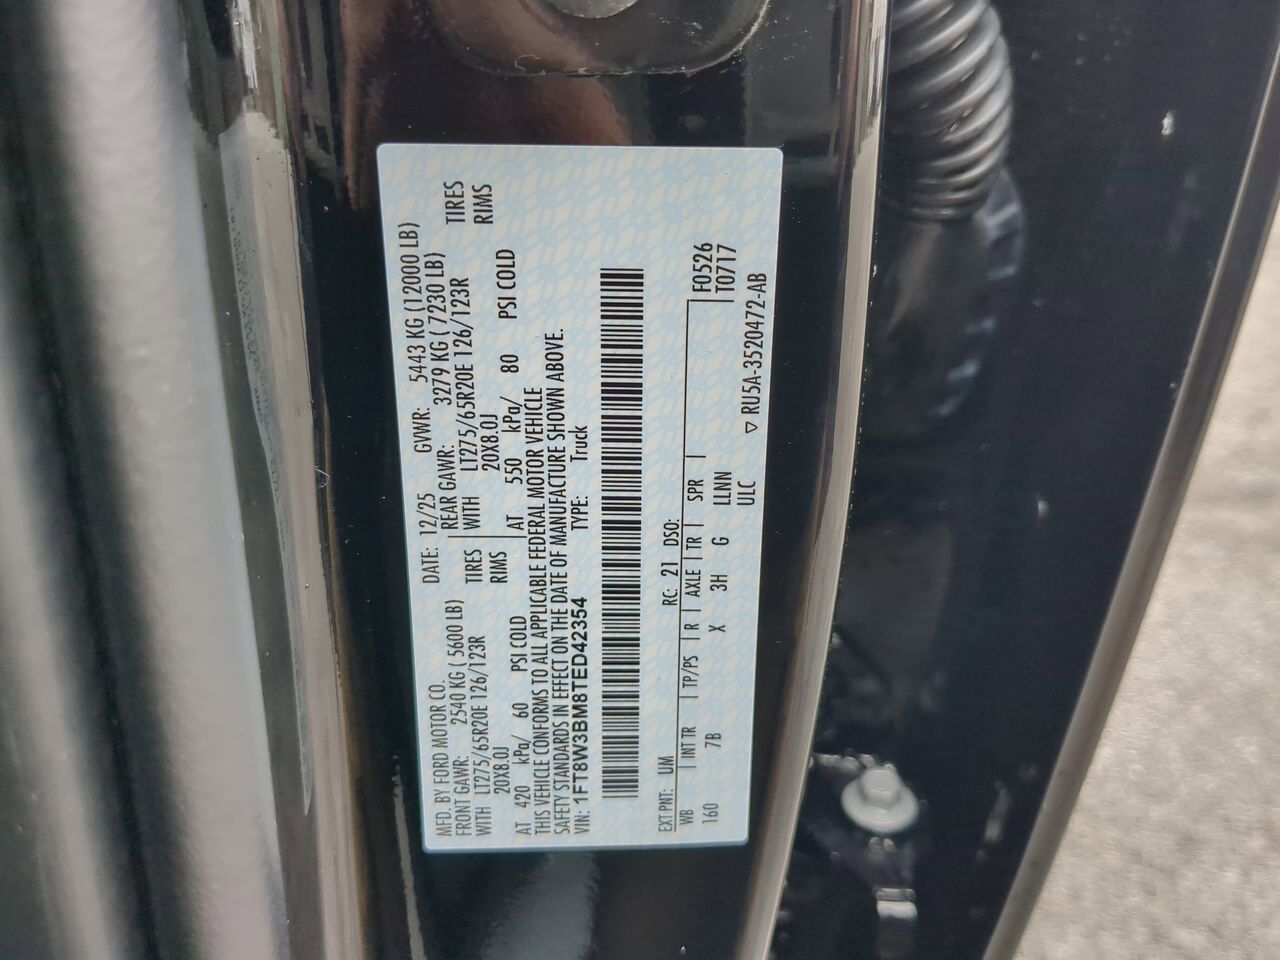 MFD. BY FORD MOTOR CO.
DATE: 12/25 GVWR: 5443 KG (12000 LB)
FRONT GAWR: 2540 KG ( 5600 LB)
REAR GAWR: 3279 KG ( 7230 LB)
WITH LT275/65R20E 126/123R TIRES
WITH LT275/65R20E 126/123R TIRES
20X8.0J RIMS
20X8.0J RIMS
AT 420 kPa/ 60 PSI COLD
AT 550 kPa/ 80 PSI COLD
THIS VEHICLE CONFORMS TO ALL APPLICABLE FEDERAL MOTOR VEHICLE
SAFETY STANDARDS IN EFFECT ON THE DATE OF MANUFACTURE SHOWN ABOVE.
VIN: 1FT8W3BM8TED42354 TYPE: Truck
EXT PNT: UM RC: 21 DSO:
WB INT TR TP/PS R AXLE TR SPR F0526
160 7B X 3H G LLNN T0717
ULC
▽ RU5A-3520472-AB